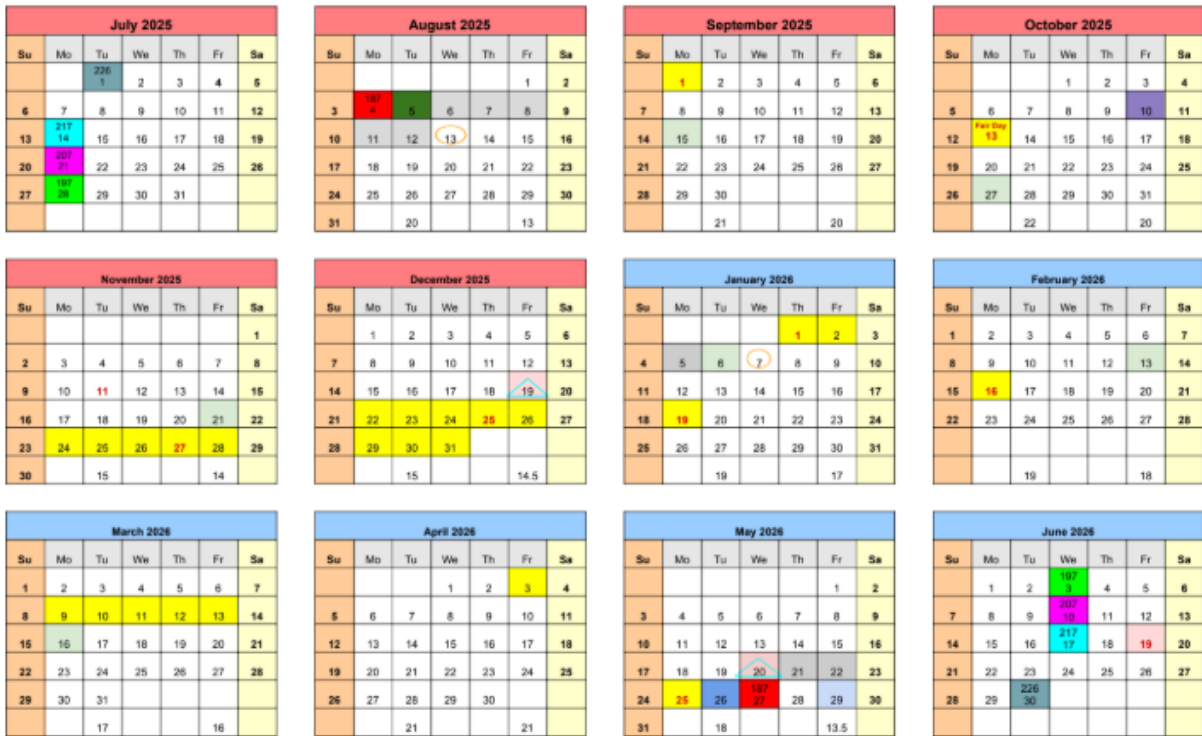 July 2025
Su Mo Tu We Th Fr Sa
226
1 2 3 4 5
6 7 8 9 10 11 12
217
13 14 15 16 17 18 19
207
20 21 22 23 24 25 26
197
27 28 29 30 31
August 2025
Su Mo Tu We Th Fr Sa
1 2
187
3 4 5 6 7 8 9
10 11 12 13 14 15 16
17 18 19 20 21 22 23
24 25 26 27 28 29 30
31 20 13
September 2025
Su Mo Tu We Th Fr Sa
1 2 3 4 5 6
7 8 9 10 11 12 13
14 15 16 17 18 19 20
21 22 23 24 25 26 27
28 29 30
21 20
October 2025
Su Mo Tu We Th Fr Sa
1 2 3 4
5 6 7 8 9 10 11
Fair Day
12 13 14 15 16 17 18
19 20 21 22 23 24 25
26 27 28 29 30 31
22 20
November 2025
Su Mo Tu We Th Fr Sa
1
2 3 4 5 6 7 8
9 10 11 12 13 14 15
16 17 18 19 20 21 22
23 24 25 26 27 28 29
30 15 14
December 2025
Su Mo Tu We Th Fr Sa
1 2 3 4 5 6
7 8 9 10 11 12 13
14 15 16 17 18 19 20
21 22 23 24 25 26 27
28 29 30 31
15 14.5
January 2026
Su Mo Tu We Th Fr Sa
1 2 3
4 5 6 7 8 9 10
11 12 13 14 15 16 17
18 19 20 21 22 23 24
25 26 27 28 29 30 31
19 17
February 2026
Su Mo Tu We Th Fr Sa
1 2 3 4 5 6 7
8 9 10 11 12 13 14
15 16 17 18 19 20 21
22 23 24 25 26 27 28
19 18
March 2026
Su Mo Tu We Th Fr Sa
1 2 3 4 5 6 7
8 9 10 11 12 13 14
15 16 17 18 19 20 21
22 23 24 25 26 27 28
29 30 31
17 16
April 2026
Su Mo Tu We Th Fr Sa
1 2 3 4
5 6 7 8 9 10 11
12 13 14 15 16 17 18
19 20 21 22 23 24 25
26 27 28 29 30
21 21
May 2026
Su Mo Tu We Th Fr Sa
1 2
3 4 5 6 7 8 9
10 11 12 13 14 15 16
17 18 19 20 21 22 23
187
24 25 26 27 28 29 30
31 18 13.5
June 2026
Su Mo Tu We Th Fr Sa
197
1 2 3 4 5 6
207
7 8 9 10 11 12 13
217
14 15 16 17 18 19 20
21 22 23 24 25 26 27
226
28 29 30